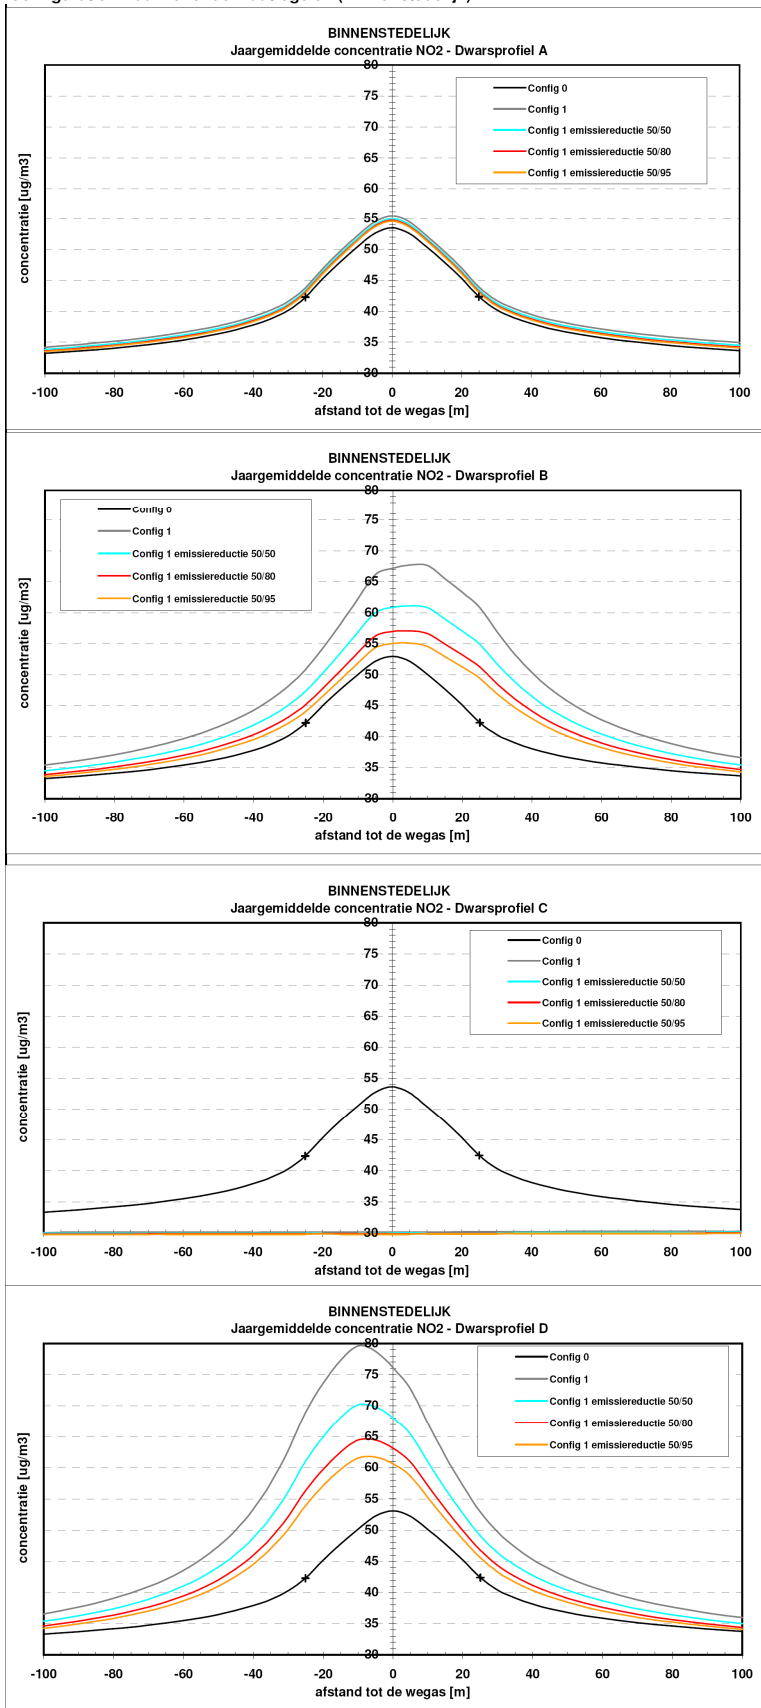 BINNENSTEDELIJK
Jaargemiddelde concentratie NO2 - Dwarsprofiel A
80
75
70
65
60
55
50
45
40
35
30
Config 0
Config 1
Config 1 emissiereductie 50/50
Config 1 emissiereductie 50/80
Config 1 emissiereductie 50/95
concentratie [ug/m3]
-100 -80 -60 -40 -20 0 20 40 60 80 100
afstand tot de wegas [m]
BINNENSTEDELIJK
Jaargemiddelde concentratie NO2 - Dwarsprofiel B
80
75
70
65
60
55
50
45
40
35
30
Config 0
Config 1
Config 1 emissiereductie 50/50
Config 1 emissiereductie 50/80
Config 1 emissiereductie 50/95
concentratie [ug/m3]
-100 -80 -60 -40 -20 0 20 40 60 80 100
afstand tot de wegas [m]
BINNENSTEDELIJK
Jaargemiddelde concentratie NO2 - Dwarsprofiel C
80
75
70
65
60
55
50
45
40
35
30
Config 0
Config 1
Config 1 emissiereductie 50/50
Config 1 emissiereductie 50/80
Config 1 emissiereductie 50/95
concentratie [ug/m3]
-100 -80 -60 -40 -20 0 20 40 60 80 100
afstand tot de wegas [m]
BINNENSTEDELIJK
Jaargemiddelde concentratie NO2 - Dwarsprofiel D
80
75
70
65
60
55
50
45
40
35
30
Config 0
Config 1
Config 1 emissiereductie 50/50
Config 1 emissiereductie 50/80
Config 1 emissiereductie 50/95
concentratie [ug/m3]
-100 -80 -60 -40 -20 0 20 40 60 80 100
afstand tot de wegas [m]